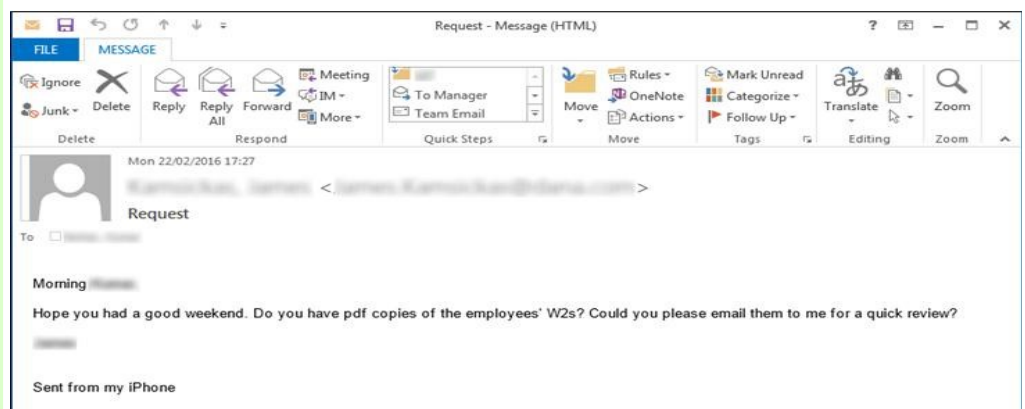 Request - Message (HTML)
FILE MESSAGE
Ignore Delete Reply Reply All Forward Meeting To Manager Move Rules OneNote Mark Unread Translate Zoom
Junk IM Team Email Actions Categorize
More Follow Up
Delete Respond Quick Steps Move Tags Editing Zoom
Mon 22/02/2016 17:27
< >
Request
To
Morning
Hope you had a good weekend. Do you have pdf copies of the employees' W2s? Could you please email them to me for a quick review?
Sent from my iPhone